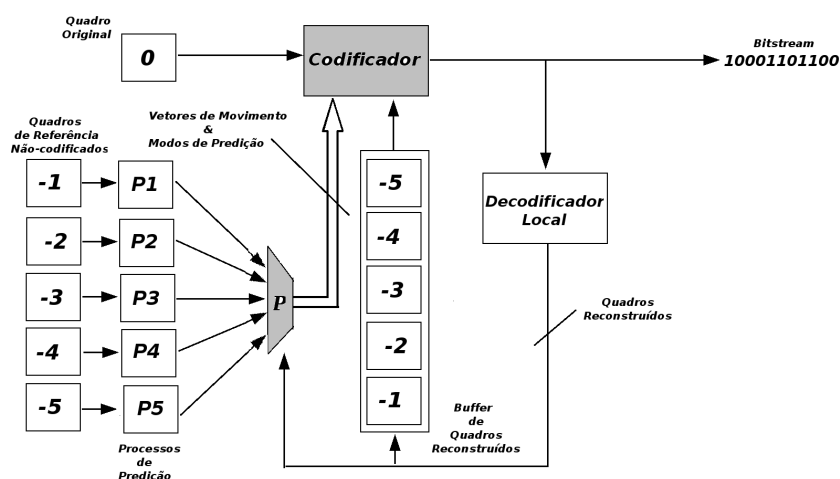 Quadro
Original
0
Codificador
Bitstream
10001101100
Quadros
de Referência
Não-codificados
Vetores de Movimento
&
Modos de Predição
-1
P1
-2
P2
-3
P3
-4
P4
-5
P5
P
-5
-4
-3
-2
-1
Decodificador
Local
Quadros
Reconstruídos
Buffer
de
Quadros
Reconstruídos
Processos
de
Predição